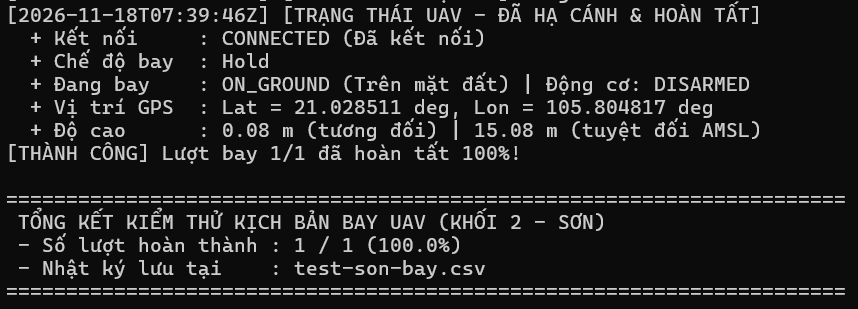 [2026-11-18T07:39:46Z] [TRẠNG THÁI UAV - ĐÃ HẠ CÁNH & HOÀN TẤT]
+ Kết nối : CONNECTED (Đã kết nối)
+ Chế độ bay : Hold
+ Đang bay : ON_GROUND (Trên mặt đất) | Động cơ: DISARMED
+ Vị trí GPS : Lat = 21.028511 deg, Lon = 105.804817 deg
+ Độ cao : 0.08 m (tương đối) | 15.08 m (tuyệt đối AMSL)
[THÀNH CÔNG] Lượt bay 1/1 đã hoàn tất 100%!
======================================================================
TỔNG KẾT KIỂM THỬ KỊCH BẢN BAY UAV (KHỐI 2 - SƠN)
- Số lượt hoàn thành : 1 / 1 (100.0%)
- Nhật ký lưu tại : test-son-bay.csv
======================================================================